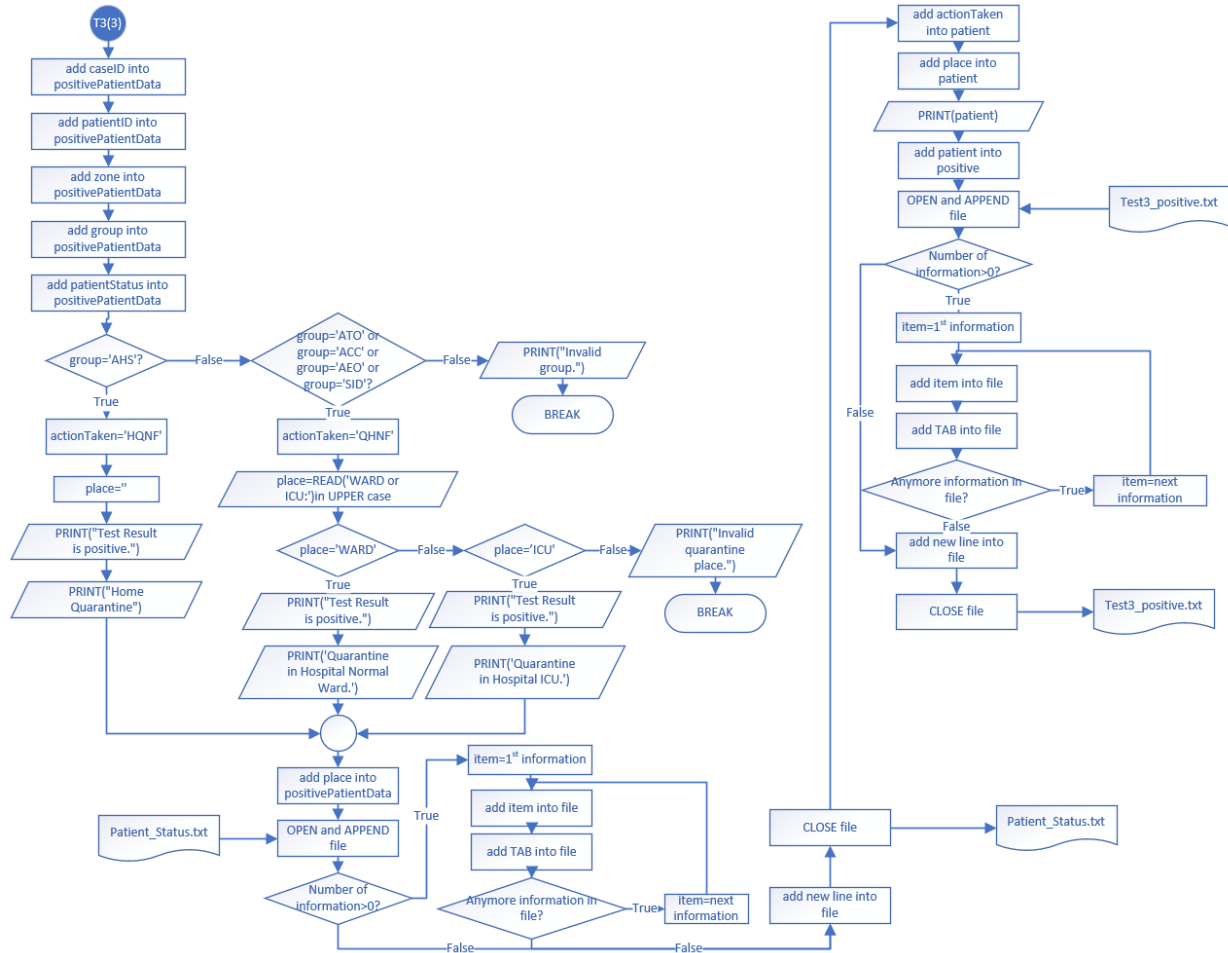 T3(3)
add caseID into
positivePatientData
add patientID into
positivePatientData
add zone into
positivePatientData
add group into
positivePatientData
add patientStatus into
positivePatientData
group='AHS'?
False
True
actionTaken='HQNF'
place=''
PRINT("Test Result
is positive.")
PRINT("Home
Quarantine")
group='ATO' or
group='ACC' or
group='AEO' or
group='SID'?
False
PRINT("Invalid
group.")
BREAK
True
actionTaken='QHNF'
place=READ('WARD or
ICU:')in UPPER case
place='WARD'
False
place='ICU'
False
PRINT("Invalid
quarantine
place.")
BREAK
True
PRINT("Test Result
is positive.")
PRINT('Quarantine
in Hospital Normal
Ward.')
True
PRINT("Test Result
is positive.")
PRINT('Quarantine
in Hospital ICU.')
add place into
positivePatientData
Patient_Status.txt
OPEN and APPEND
file
Number of
information>0?
True
False
item=1st information
add item into file
add TAB into file
Anymore information in
file?
True
item=next
information
False
add new line into
file
CLOSE file
Patient_Status.txt
add actionTaken
into patient
add place into
patient
PRINT(patient)
add patient into
positive
OPEN and APPEND
file
Test3_positive.txt
Number of
information>0?
True
False
item=1st information
add item into file
add TAB into file
Anymore information in
file?
True
item=next
information
False
add new line into
file
CLOSE file
Test3_positive.txt